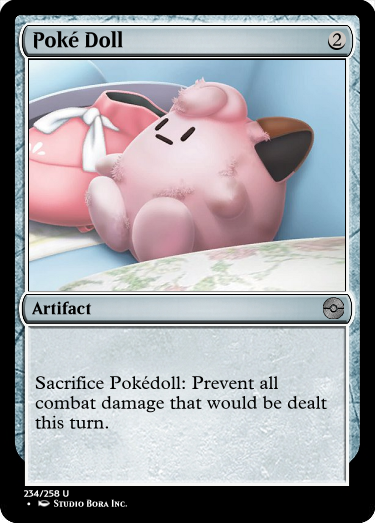 Poké Doll 2
Artifact
Sacrifice Pokédoll: Prevent all
combat damage that would be dealt
this turn.
234/258 U
• Studio Bora Inc.